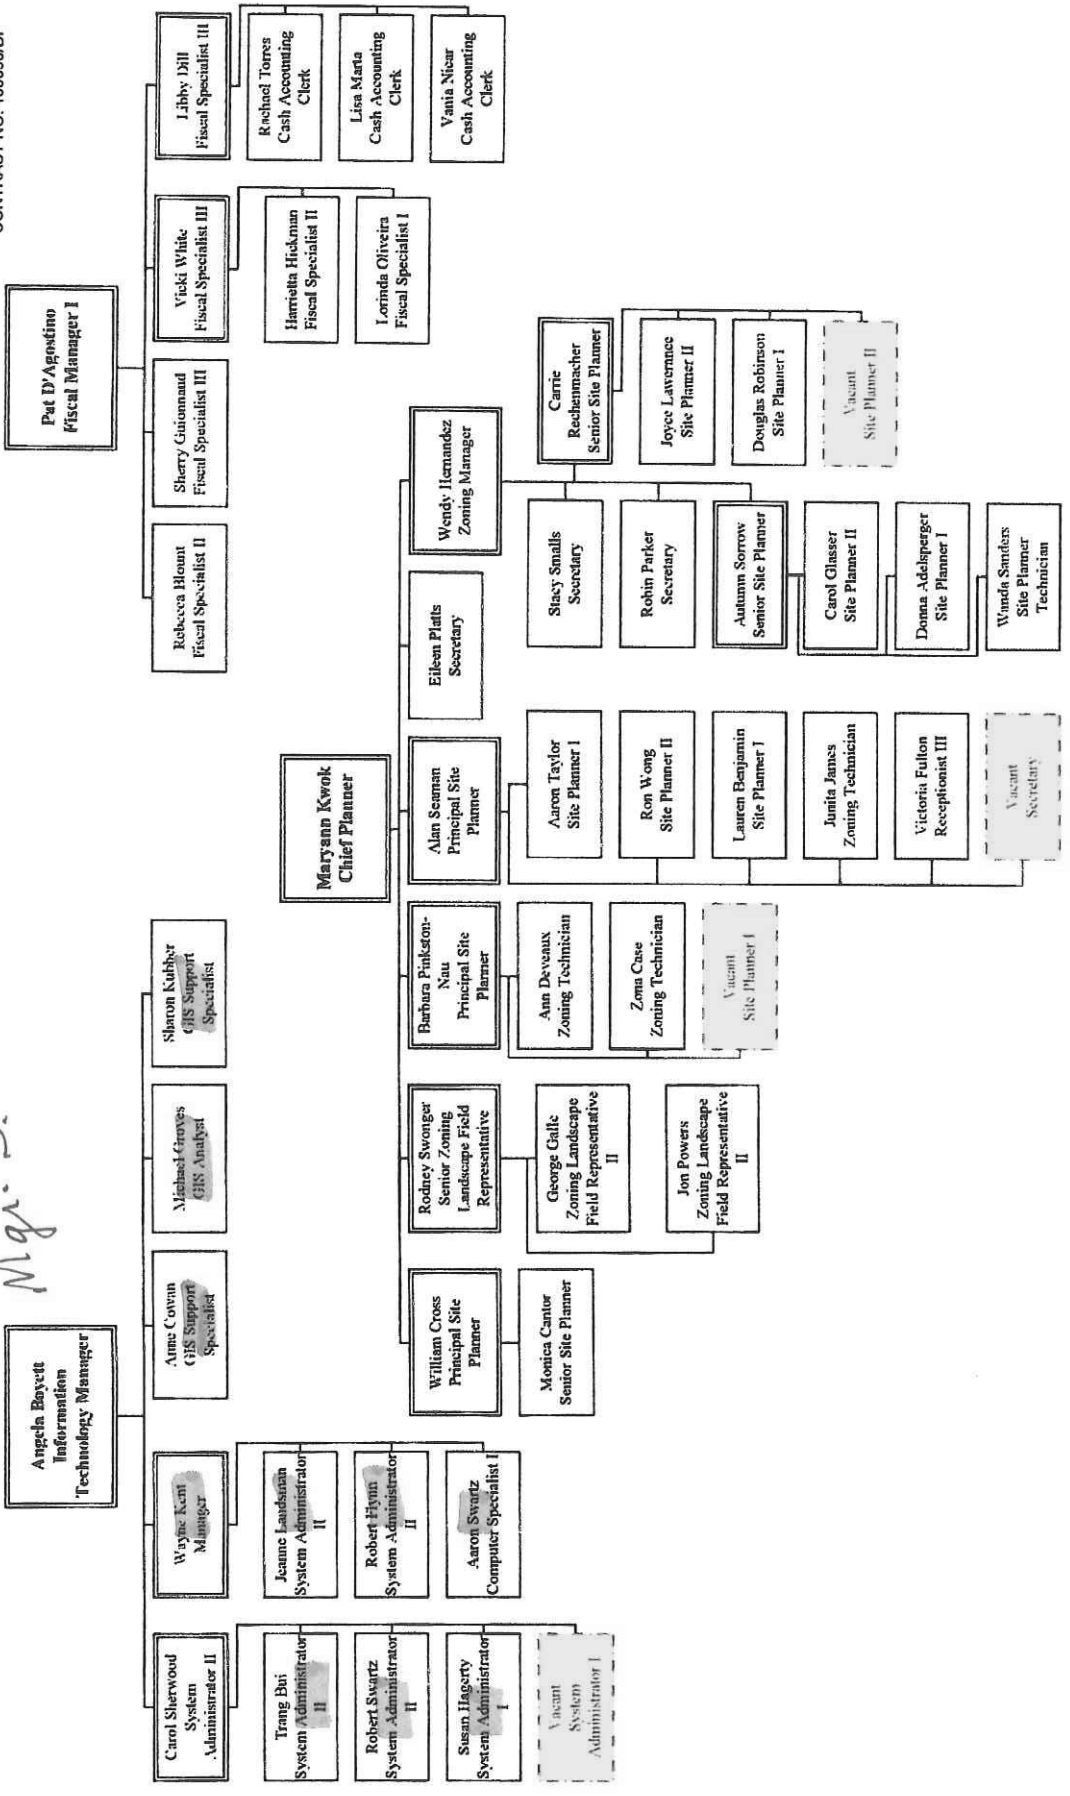 Angela Boyett
Information
Technology Manager
Carol Sherwood
System
Administrator II
Trang Bui
System Administrator
II
Robert Swartz
System Administrator
II
Susan Hagerty
System Administrator
I
Vacant
System
Administrator I
Wayne Kent
Manager
Jeanne Landsman
System Administrator
II
Robert Flynn
System Administrator
II
Aaron Swartz
Computer Specialist I
Anne Cowan
GIS Support
Specialist
Michael Groves
GIS Analyst
Sharon Kubber
GIS Support
Specialist
Pat D'Agostino
Fiscal Manager I
Rebecca Blount
Fiscal Specialist II
Sherry Guionnaud
Fiscal Specialist III
Vicki White
Fiscal Specialist III
Harrietta Hickman
Fiscal Specialist II
Lorinda Oliveira
Fiscal Specialist I
Libby Dill
Fiscal Specialist III
Rachael Torres
Cash Accounting
Clerk
Lisa Marta
Cash Accounting
Clerk
Vania Nicar
Cash Accounting
Clerk
Maryann Kwok
Chief Planner
William Cross
Principal Site
Planner
Monica Cantor
Senior Site Planner
Rodney Swonger
Senior Zoning
Landscape Field
Representative
George Galle
Zoning Landscape
Field Representative
II
Jon Powers
Zoning Landscape
Field Representative
II
Barbara Pinkston-
Nau
Principal Site
Planner
Ann Deveaux
Zoning Technician
Zona Case
Zoning Technician
Vacant
Site Planner I
Alan Seaman
Principal Site
Planner
Aaron Taylor
Site Planner I
Ron Wong
Site Planner II
Lauren Benjamin
Site Planner I
Junita James
Zoning Technician
Victoria Fulton
Receptionist III
Vacant
Secretary
Eileen Platts
Secretary
Wendy Hernandez
Zoning Manager
Stacy Smalls
Secretary
Robin Parker
Secretary
Autumn Sorrow
Senior Site Planner
Carol Glasser
Site Planner II
Donna Adelsperger
Site Planner I
Wanda Sanders
Site Planner
Technician
Carrie
Rechenmacher
Senior Site Planner
Joyce Lawerance
Site Planner II
Douglas Robinson
Site Planner I
Vacant
Site Planner II